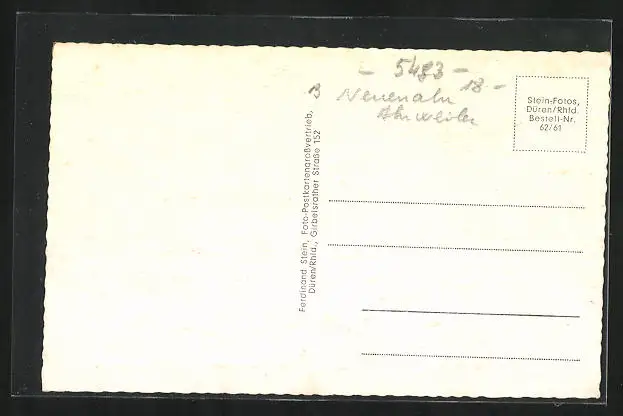 - 5483 -
B Neuenahr 18 -
Ahrweiler
Stein-Fotos,
Düren/Rhld.
Bestell-Nr.
62/61
Ferdinand Stein, Foto-Postkartengroßvertrieb,
Düren/Rhld., Girbelsrather Straße 152